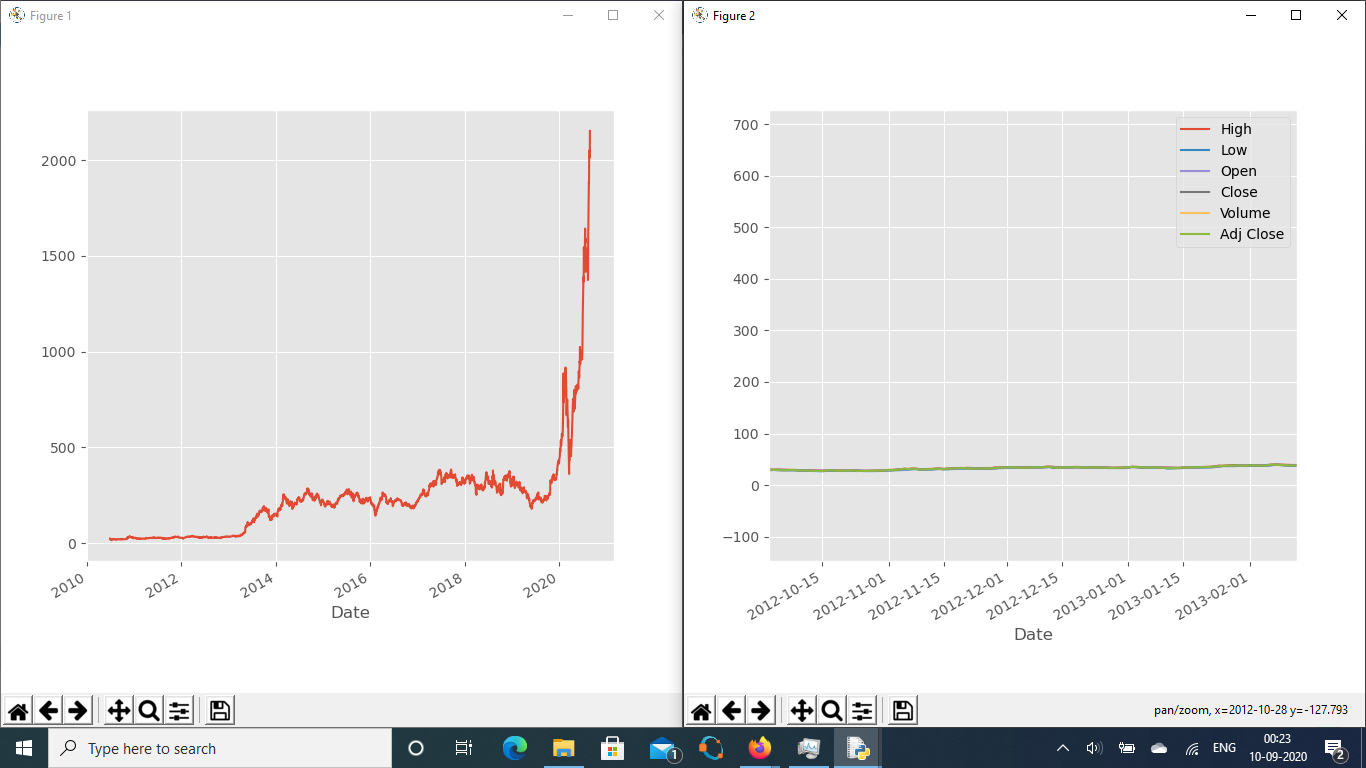 Figure 1
2000
1500
1000
500
0
2010
2012
2014
2016
2018
2020
Date
Figure 2
700
600
500
400
300
200
100
0
−100
High
Low
Open
Close
Volume
Adj Close
2012-10-15
2012-11-01
2012-11-15
2012-12-01
2012-12-15
2013-01-01
2013-01-15
2013-02-01
Date
pan/zoom, x=2012-10-28 y=-127.793
Type here to search
1
ENG
00:23
10-09-2020
2